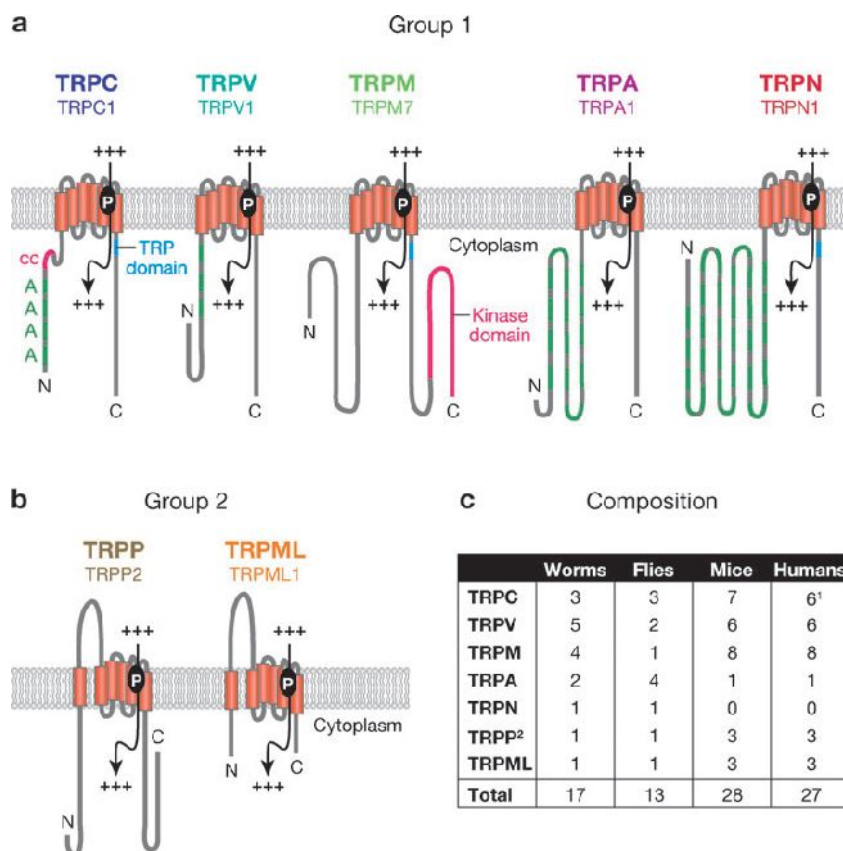 a Group 1
TRPC TRPV TRPM TRPA TRPN
TRPC1 TRPV1 TRPM7 TRPA1 TRPN1
+++ +++ +++ +++ +++
P P P P P
Cytoplasm
cc TRP domain
A
A
A
A
+++ +++ +++ +++
N N N N N
Kinase domain
C C C C C
b Group 2
TRPP TRPML
TRPP2 TRPML1
+++ +++
P P
Cytoplasm
C
N C
+++ +++
N
c Composition
Worms Flies Mice Humans
TRPC 3 3 7 6¹
TRPV 5 2 6 6
TRPM 4 1 8 8
TRPA 2 4 1 1
TRPN 1 1 0 0
TRPP² 1 1 3 3
TRPML 1 1 3 3
Total 17 13 28 27